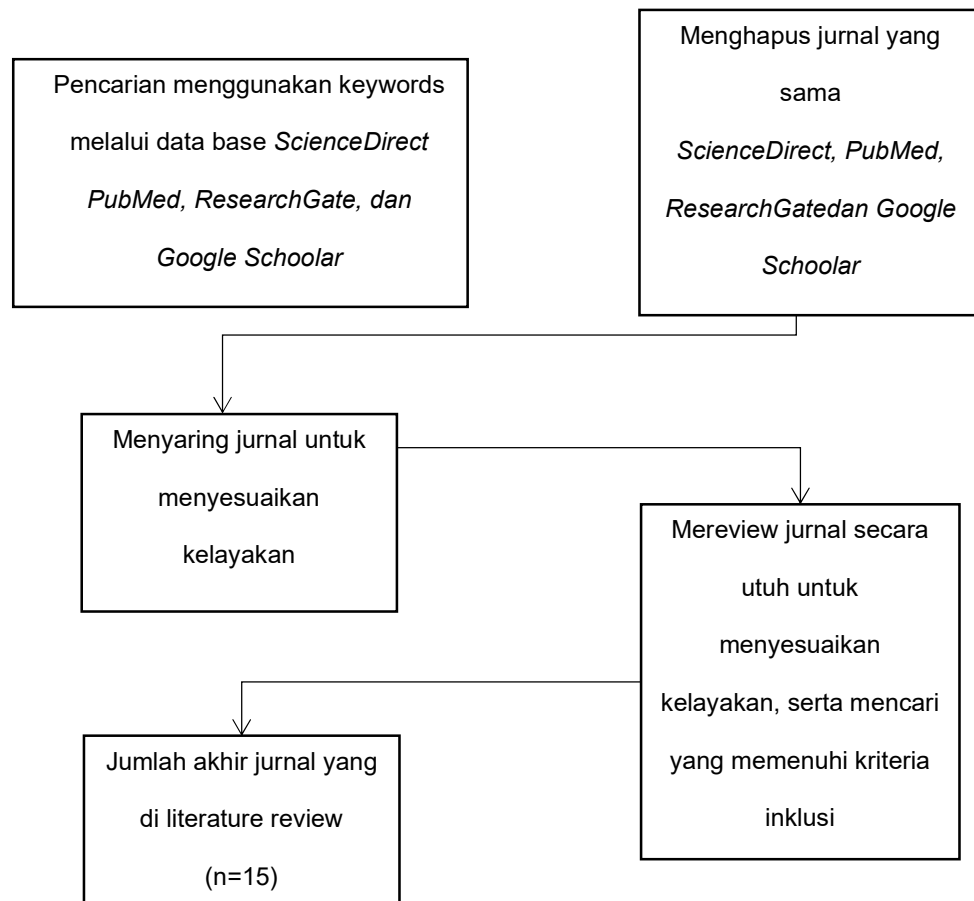 Pencarian menggunakan keywords
melalui data base ScienceDirect
PubMed, ResearchGate, dan
Google Schoolar
Menghapus jurnal yang
sama
ScienceDirect, PubMed,
ResearchGatedan Google
Schoolar
Menyaring jurnal untuk
menyesuaikan
kelayakan
Mereview jurnal secara
utuh untuk
menyesuaikan
kelayakan, serta mencari
yang memenuhi kriteria
inklusi
Jumlah akhir jurnal yang
di literature review
(n=15)